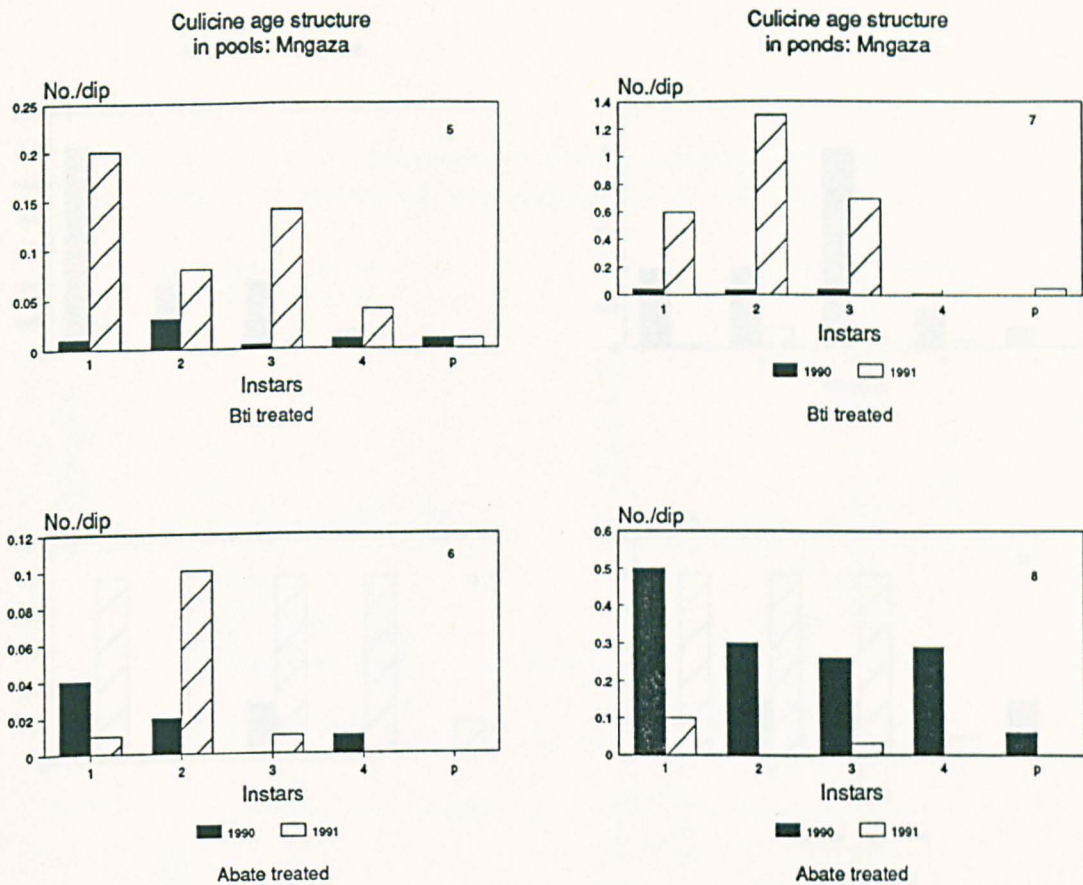 Culicine age structure
in pools: Mngaza
No./dip
0.25
0.2
0.15
0.1
0.05
0
5
1 2 3 4 p
Instars
Bti treated
Culicine age structure
in ponds: Mngaza
No./dip
1.4
1.2
1
0.8
0.6
0.4
0.2
0
7
1 2 3 4 p
Instars
1990 1991
Bti treated
No./dip
0.12
0.1
0.08
0.06
0.04
0.02
0
6
1 2 3 4 p
Instars
1990 1991
Abate treated
No./dip
0.6
0.5
0.4
0.3
0.2
0.1
0
8
1 2 3 4 p
Instars
1990 1991
Abate treated